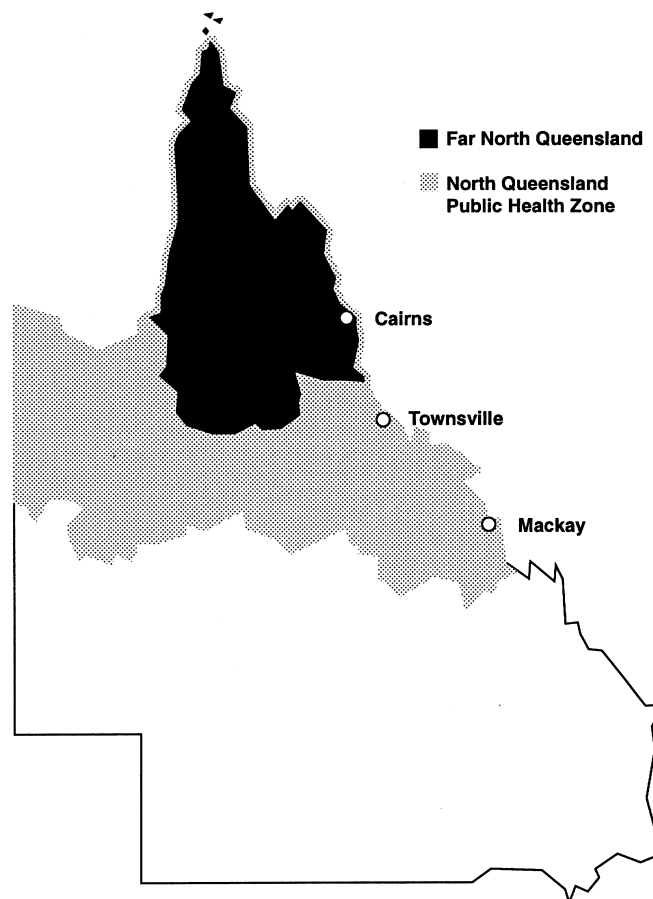 Far North Queensland
North Queensland
Public Health Zone
Cairns
Townsville
Mackay